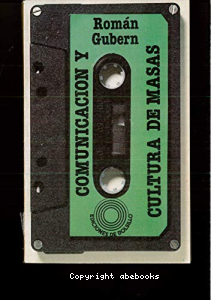 Román
Gubern
COMUNICACION Y
CULTURA DE MASAS
EDICIONES DE BOLSILLO
Copyright abebooks